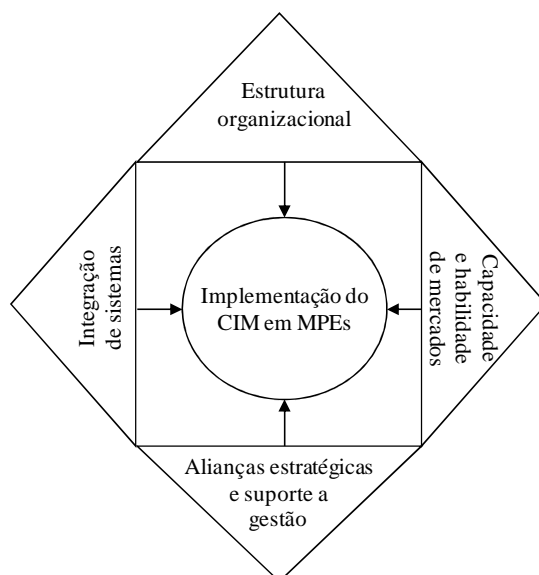 Estrutura
organizacional
Integração
de sistemas
Implementação do
CIM em MPEs
Capacidade
e habilidade
de mercados
Alianças estratégicas
e suporte a
gestão